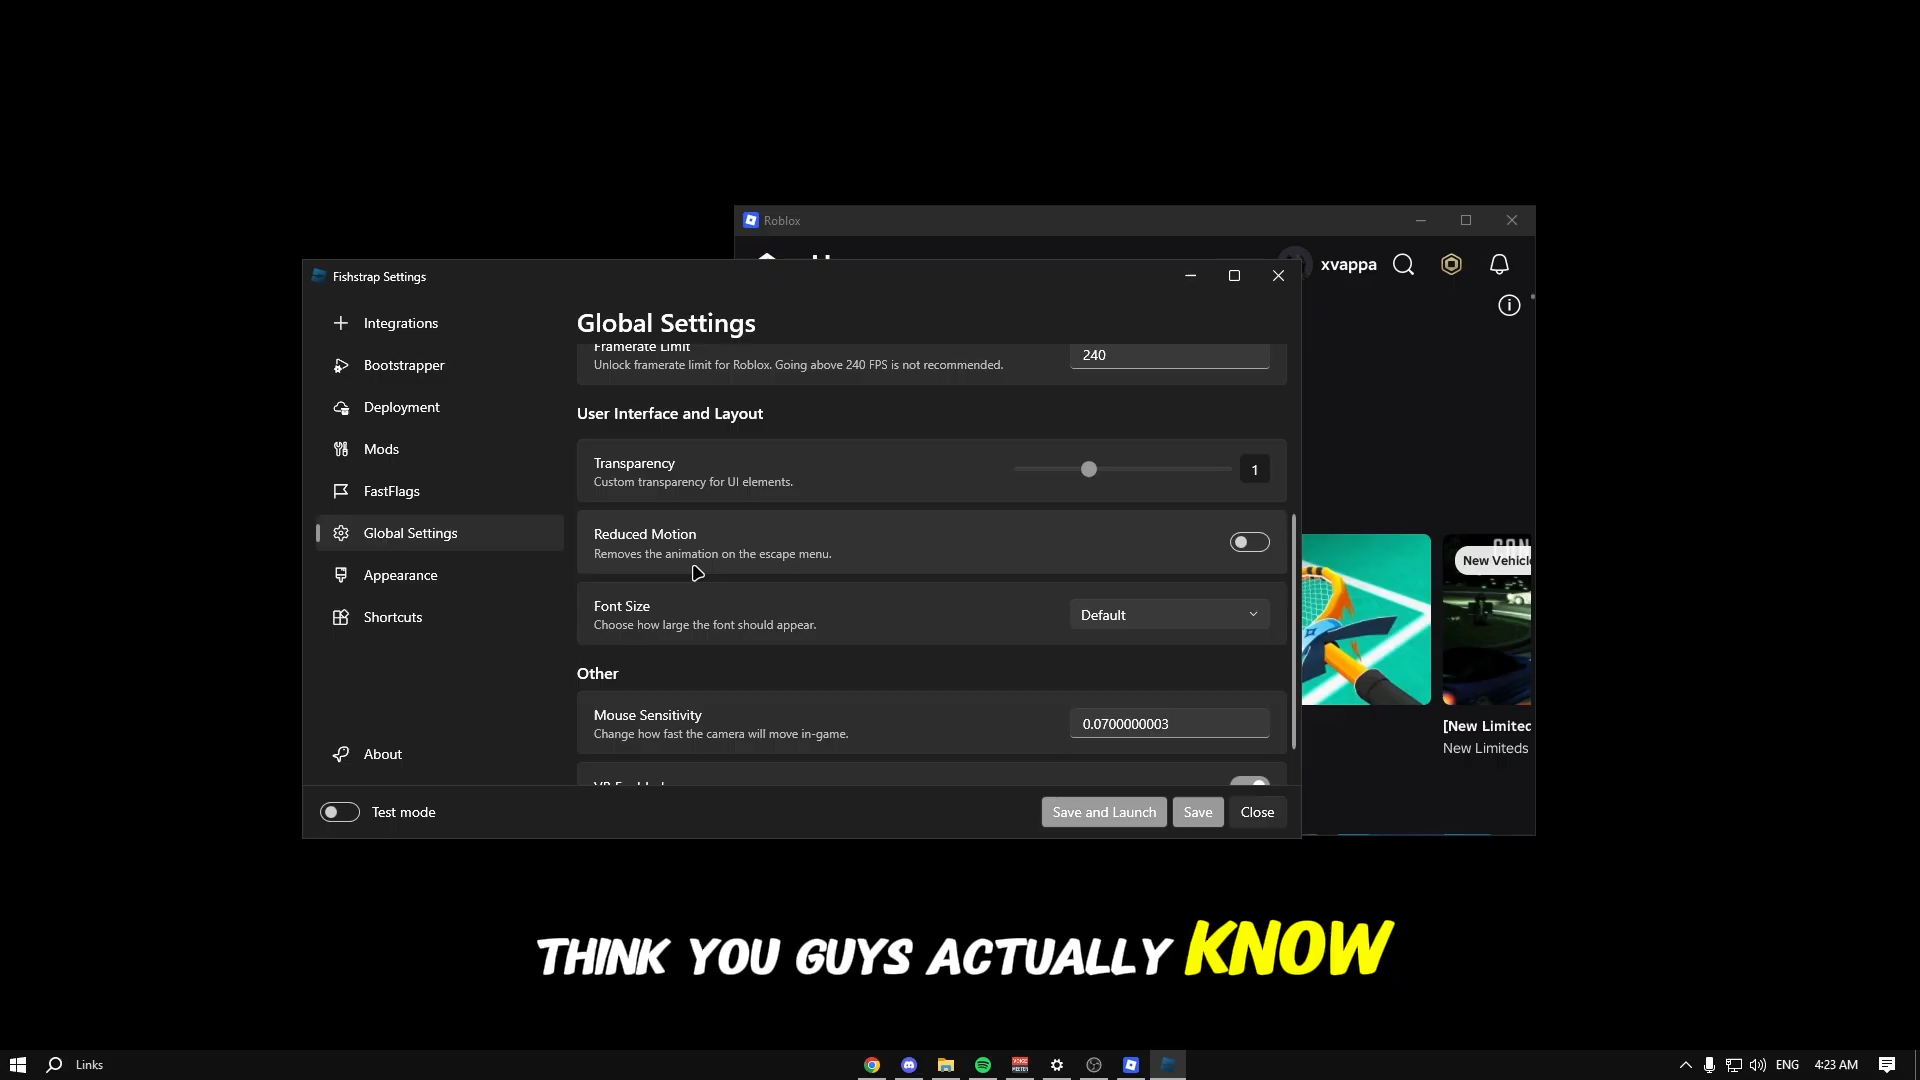 Roblox
xvappa
Fishstrap Settings
Integrations
Bootstrapper
Deployment
Mods
FastFlags
Global Settings
Appearance
Shortcuts
About
Test mode
Global Settings
Framerate Limit
Unlock framerate limit for Roblox. Going above 240 FPS is not recommended.
240
User Interface and Layout
Transparency
Custom transparency for UI elements.
1
Reduced Motion
Removes the animation on the escape menu.
Font Size
Choose how large the font should appear.
Default
Other
Mouse Sensitivity
Change how fast the camera will move in-game.
0.0700000003
Save and Launch
Save
Close
New Vehicle
[New Limited
New Limiteds
THINK YOU GUYS ACTUALLY KNOW
Links
ENG
4:23 AM